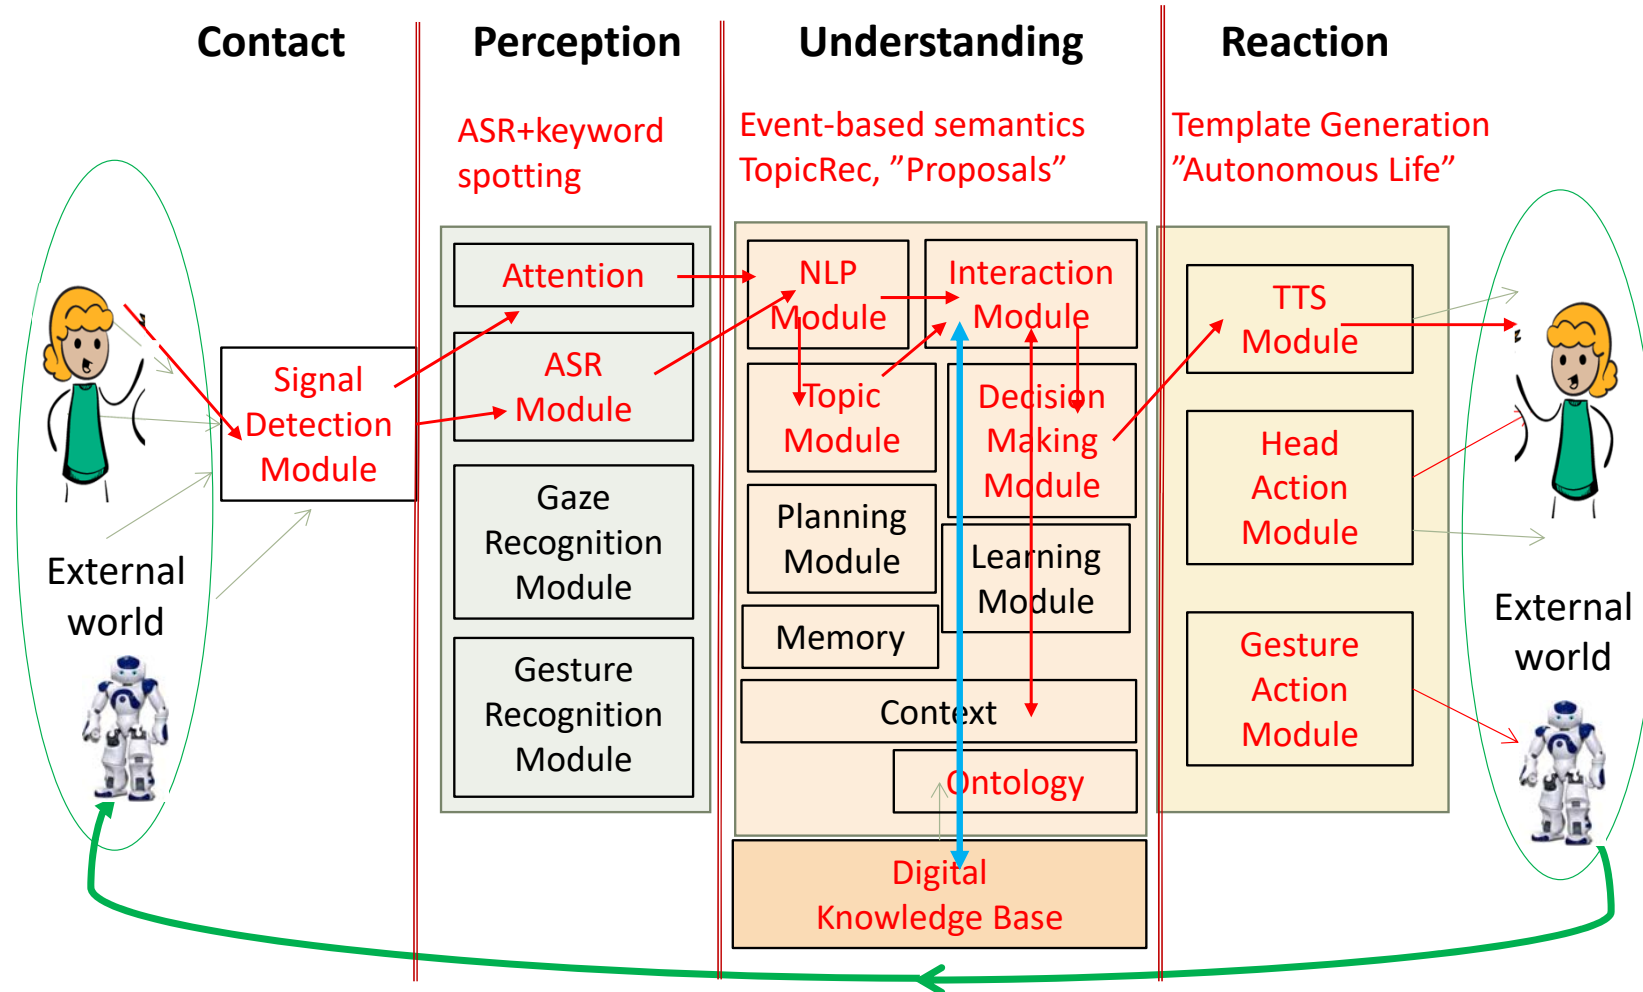 Contact
Perception
Understanding
Reaction
ASR+keyword
spotting
Event-based semantics
TopicRec, ”Proposals”
Template Generation
”Autonomous Life”
External
world
Signal
Detection
Module
Attention
ASR
Module
Gaze
Recognition
Module
Gesture
Recognition
Module
NLP
Module
Interaction
Module
Topic
Module
Decision
Making
Module
Planning
Module
Learning
Module
Memory
Context
Ontology
Digital
Knowledge Base
TTS
Module
Head
Action
Module
Gesture
Action
Module
External
world